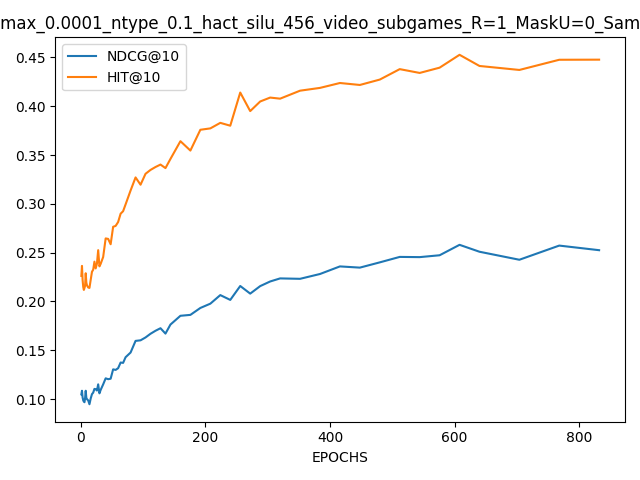 max_0.0001_ntype_0.1_hact_silu_456_video_subgames_R=1_MaskU=0_Sam
NDCG@10
HIT@10
0.45
0.40
0.35
0.30
0.25
0.20
0.15
0.10
0 200 400 600 800
EPOCHS